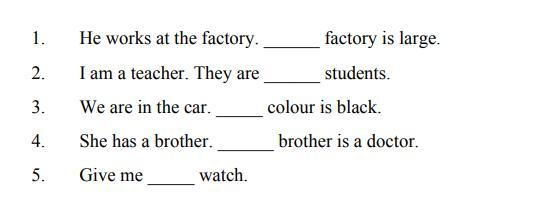 1. He works at the factory. ______ factory is large.
2. I am a teacher. They are ______ students.
3. We are in the car. _____ colour is black.
4. She has a brother. ______ brother is a doctor.
5. Give me _____ watch.